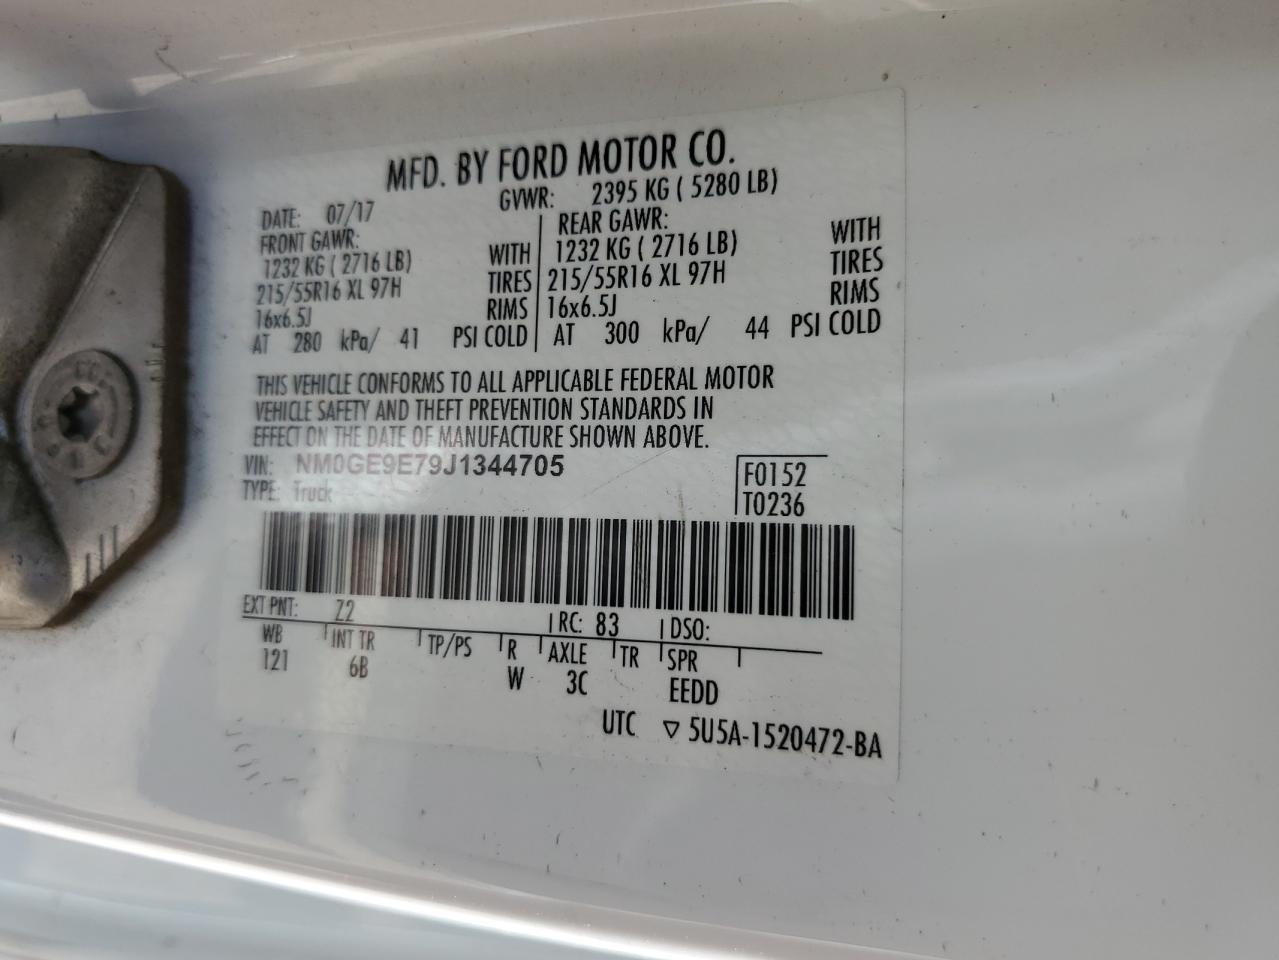 MFD. BY FORD MOTOR CO.
DATE: 07/17 GVWR: 2395 KG ( 5280 LB)
FRONT GAWR: REAR GAWR:
1232 KG ( 2716 LB) WITH 1232 KG ( 2716 LB) WITH
215/55R16 XL 97H TIRES 215/55R16 XL 97H TIRES
16x6.5J RIMS 16x6.5J RIMS
AT 280 kPa/ 41 PSI COLD AT 300 kPa/ 44 PSI COLD
THIS VEHICLE CONFORMS TO ALL APPLICABLE FEDERAL MOTOR
VEHICLE SAFETY AND THEFT PREVENTION STANDARDS IN
EFFECT ON THE DATE OF MANUFACTURE SHOWN ABOVE.
VIN: NM0GE9E79J1344705 F0152
TYPE: Truck T0236
EXT PNT: Z2 RC: 83 DSO:
WB INT TR TP/PS R AXLE TR SPR
121 6B W 3C EEDD
UTC ▽ 5U5A-1520472-BA